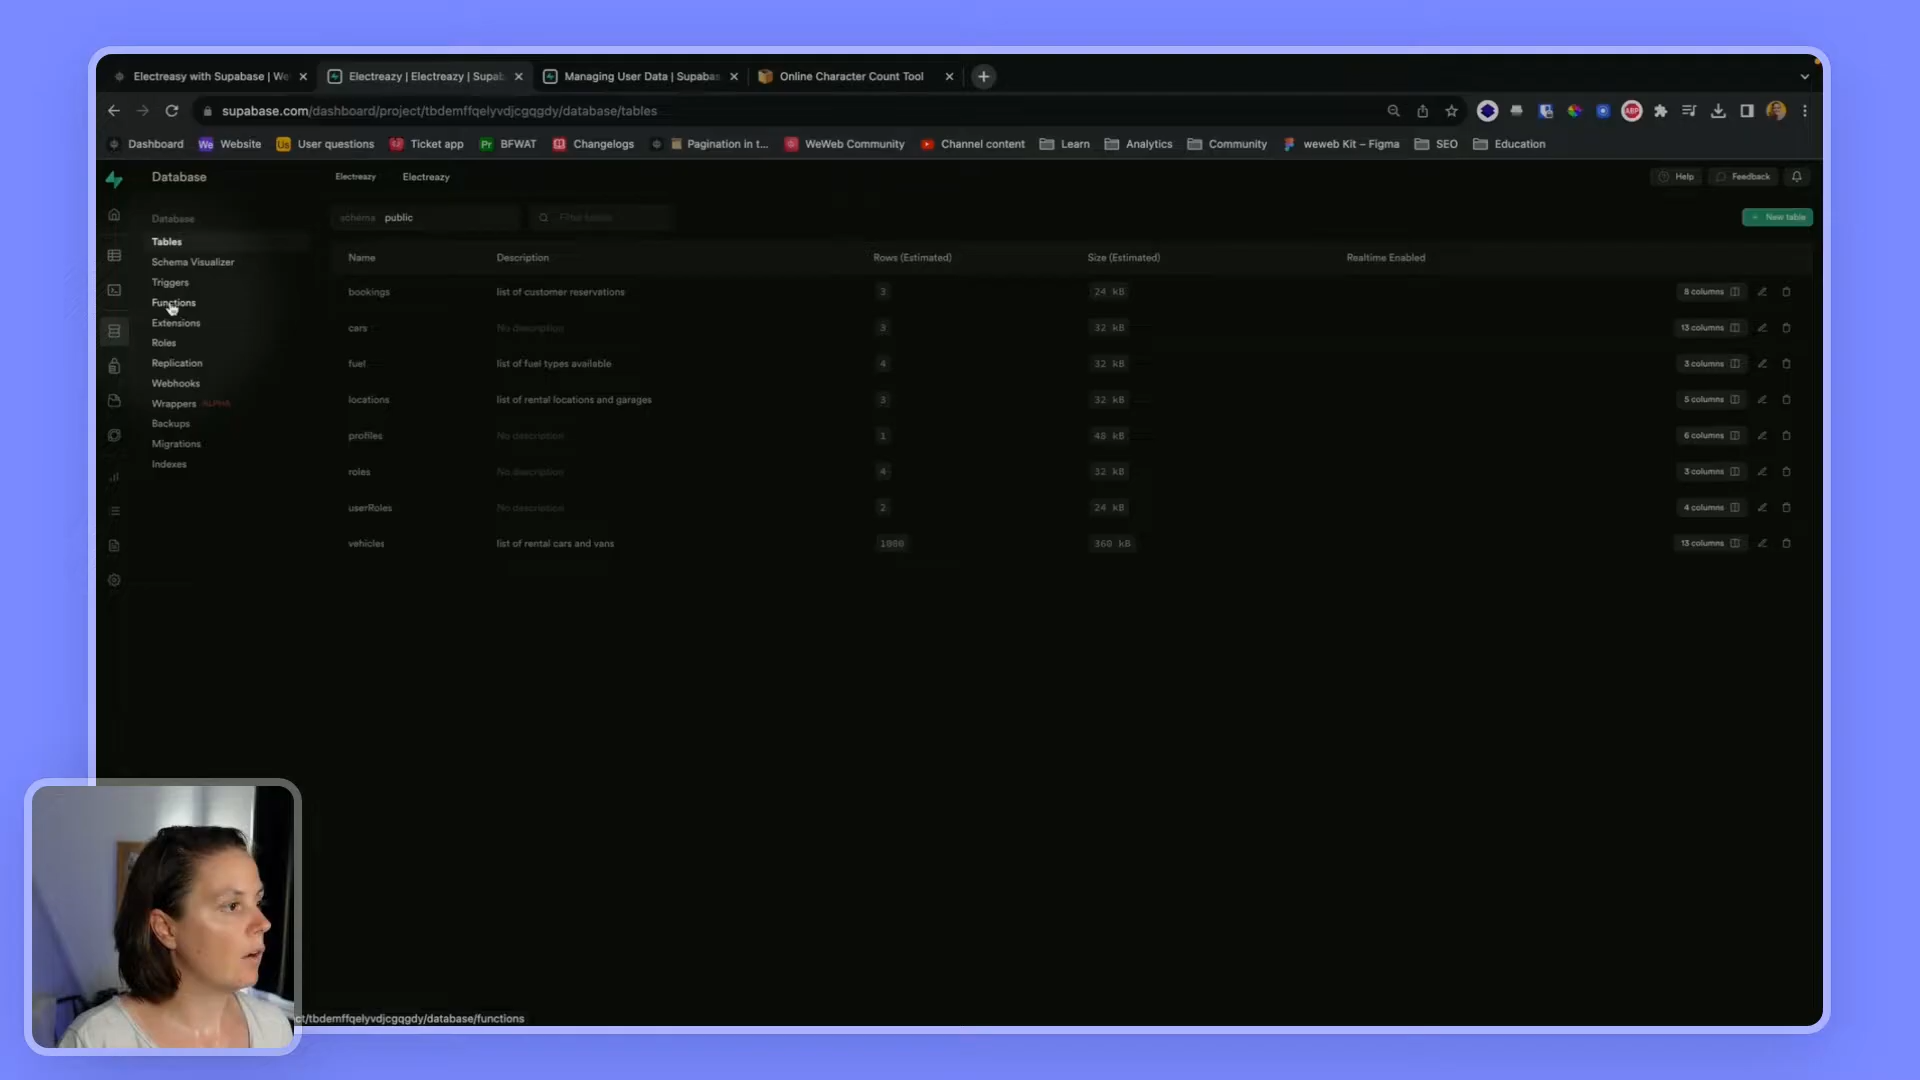 Electreasy with Supabase | We
Electreazy | Electreazy | Supab
Managing User Data | Supabas
Online Character Count Tool
supabase.com/dashboard/project/tbdemffqelyvdjcgqgdy/database/tables
Dashboard
We Website
Us User questions
Ticket app
Pr BFWAT
Changelogs
Pagination in t...
WeWeb Community
Channel content
Learn
Analytics
Community
weweb Kit – Figma
SEO
Education
ABP
Database
Electreazy
Electreazy
Help
Feedback
Database
Tables
Schema Visualizer
Triggers
Functions
Extensions
Roles
Replication
Webhooks
Wrappers ALPHA
Backups
Migrations
Indexes
schema public
Filter tables
New table
Name Description Rows (Estimated) Size (Estimated) Realtime Enabled
bookings list of customer reservations 3 24 kB 8 columns
cars No description 3 32 kB 13 columns
fuel list of fuel types available 4 32 kB 3 columns
locations list of rental locations and garages 3 32 kB 5 columns
profiles No description 1 48 kB 6 columns
roles No description 4 32 kB 3 columns
userRoles No description 2 24 kB 4 columns
vehicles list of rental cars and vans 1000 360 kB 13 columns
ct/tbdemffqelyvdjcgqgdy/database/functions